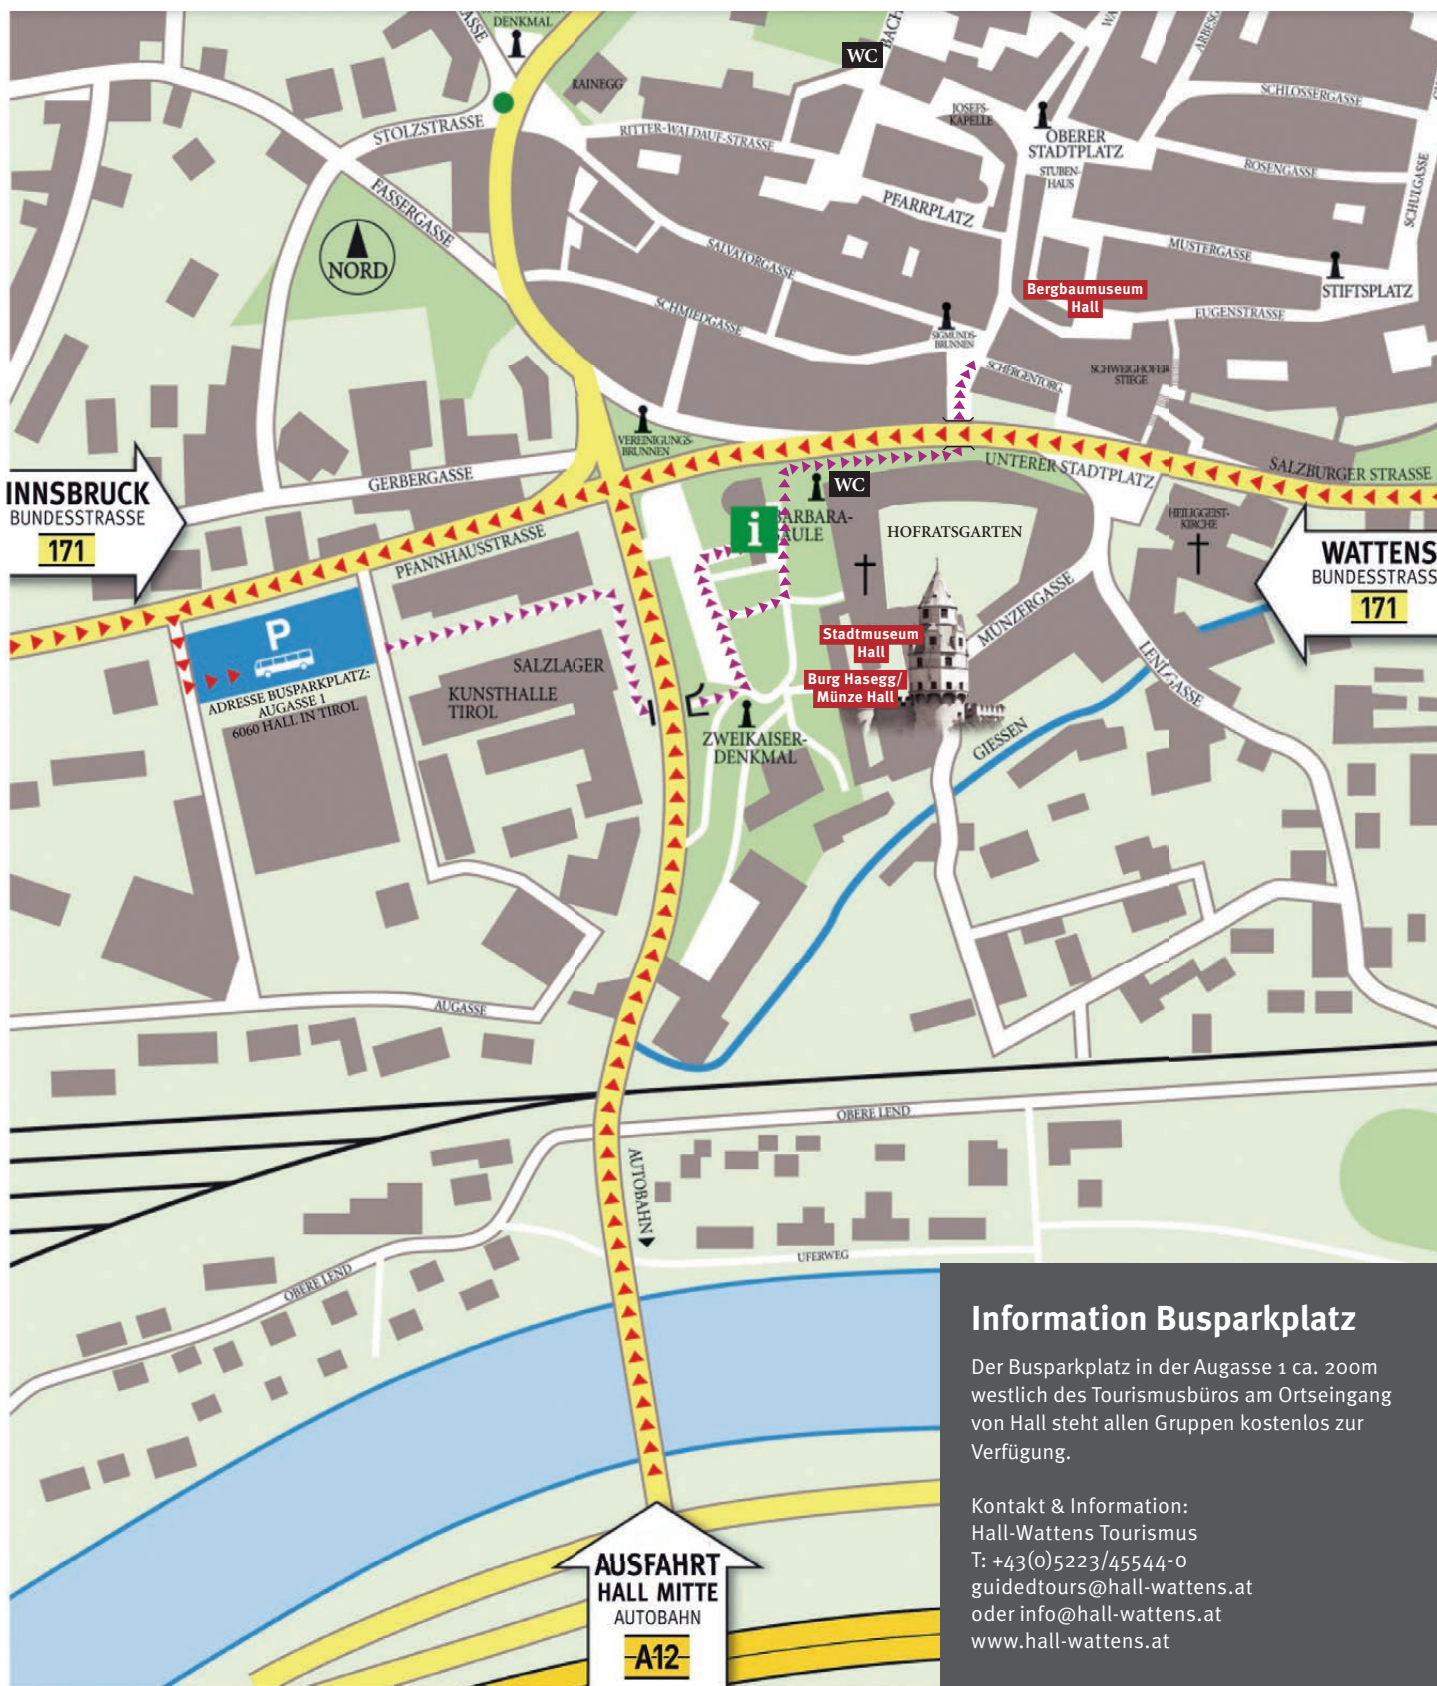 DENKMAL
WC
RAINEGG
STOLZSTRASSE
RITTER-WALDAUF-STRASSE
JOSEFS-
KAPELLE
OBERER
STADTPLATZ
STUBEN-
HAUS
SCHLOSSERGASSE
ROSENGASSE
SCHULGASSE
FASSERGASSE
PFARRPLATZ
MUSTERGASSE
NORD
SALVATORGASSE
STIFTSPLATZ
Bergbaumuseum
Hall
SCHMIEDGASSE
EUGENSTRASSE
SIGMUNDS-
BRUNNEN
SCHERGENTORG.
SCHWEIGHOFER
STIEGE
VEREINIGUNGS-
BRUNNEN
GERBERGASSE
UNTERER STADTPLATZ
SALZBURGER STRASSE
INNSBRUCK
BUNDESSTRASSE
171
WC
BARBARA-
SÄULE
i
HOFRATSGARTEN
HEILIGGEIST-
KIRCHE
PFANNHAUSSTRASSE
WATTENS
BUNDESSTRASS
171
P
MÜNZERGASSE
Stadtmuseum
Hall
Burg Hasegg/
Münze Hall
LENDGASSE
SALZLAGER
KUNSTHALLE
TIROL
ADRESSE BUSPARKPLATZ:
AUGASSE 1
6060 HALL IN TIROL
ZWEIKAISER-
DENKMAL
GIESSEN
AUGASSE
OBERE LEND
AUTOBAHN
UFERWEG
OBERE LEND
Information Busparkplatz
Der Busparkplatz in der Augasse 1 ca. 200m
westlich des Tourismusbüros am Ortseingang
von Hall steht allen Gruppen kostenlos zur
Verfügung.
Kontakt & Information:
Hall-Wattens Tourismus
T: +43(0)5223/45544-0
guidedtours@hall-wattens.at
oder info@hall-wattens.at
www.hall-wattens.at
AUSFAHRT
HALL MITTE
AUTOBAHN
A12